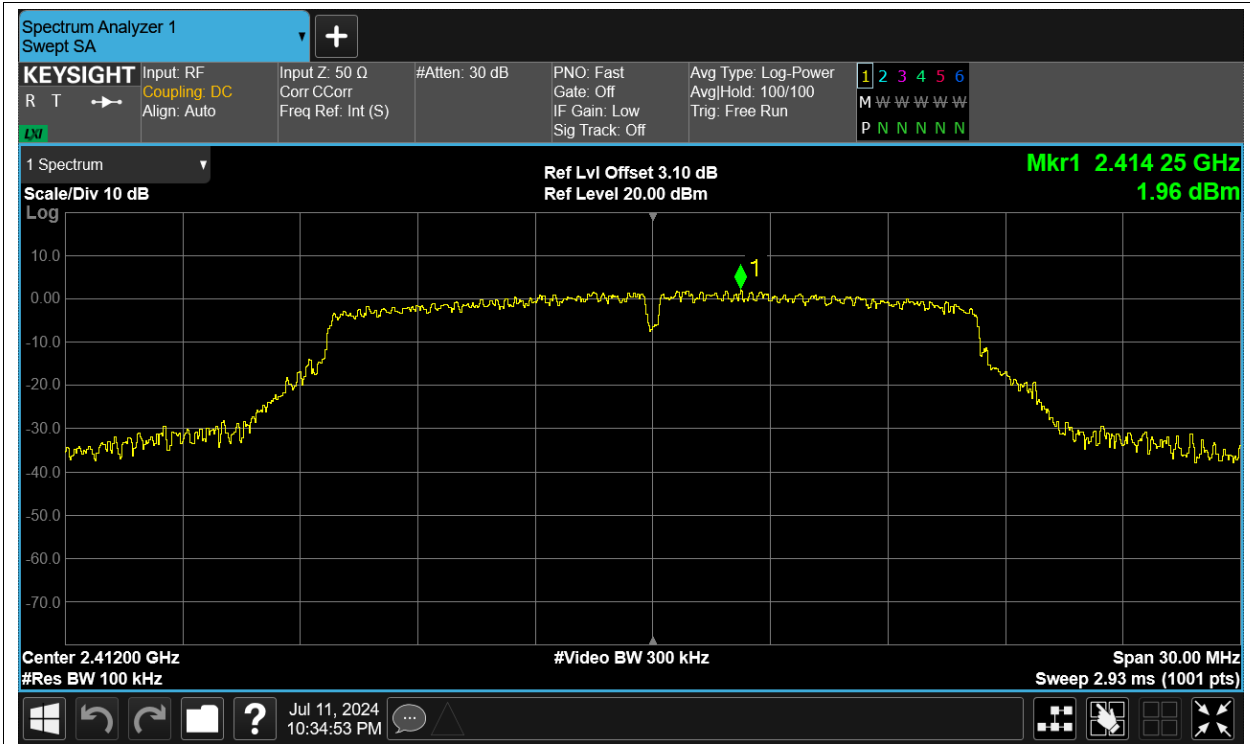 Spectrum Analyzer 1
Swept SA
KEYSIGHT
R T
LXI
Input: RF
Coupling: DC
Align: Auto
Input Z: 50 Ω
Corr CCorr
Freq Ref: Int (S)
#Atten: 30 dB
PNO: Fast
Gate: Off
IF Gain: Low
Sig Track: Off
Avg Type: Log-Power
Avg|Hold: 100/100
Trig: Free Run
1 2 3 4 5 6
M W W W W W
P N N N N N
1 Spectrum
Scale/Div 10 dB
Log
Ref Lvl Offset 3.10 dB
Ref Level 20.00 dBm
Mkr1 2.414 25 GHz
1.96 dBm
1
10.0
0.00
-10.0
-20.0
-30.0
-40.0
-50.0
-60.0
-70.0
Center 2.41200 GHz
#Res BW 100 kHz
#Video BW 300 kHz
Span 30.00 MHz
Sweep 2.93 ms (1001 pts)
?
Jul 11, 2024
10:34:53 PM